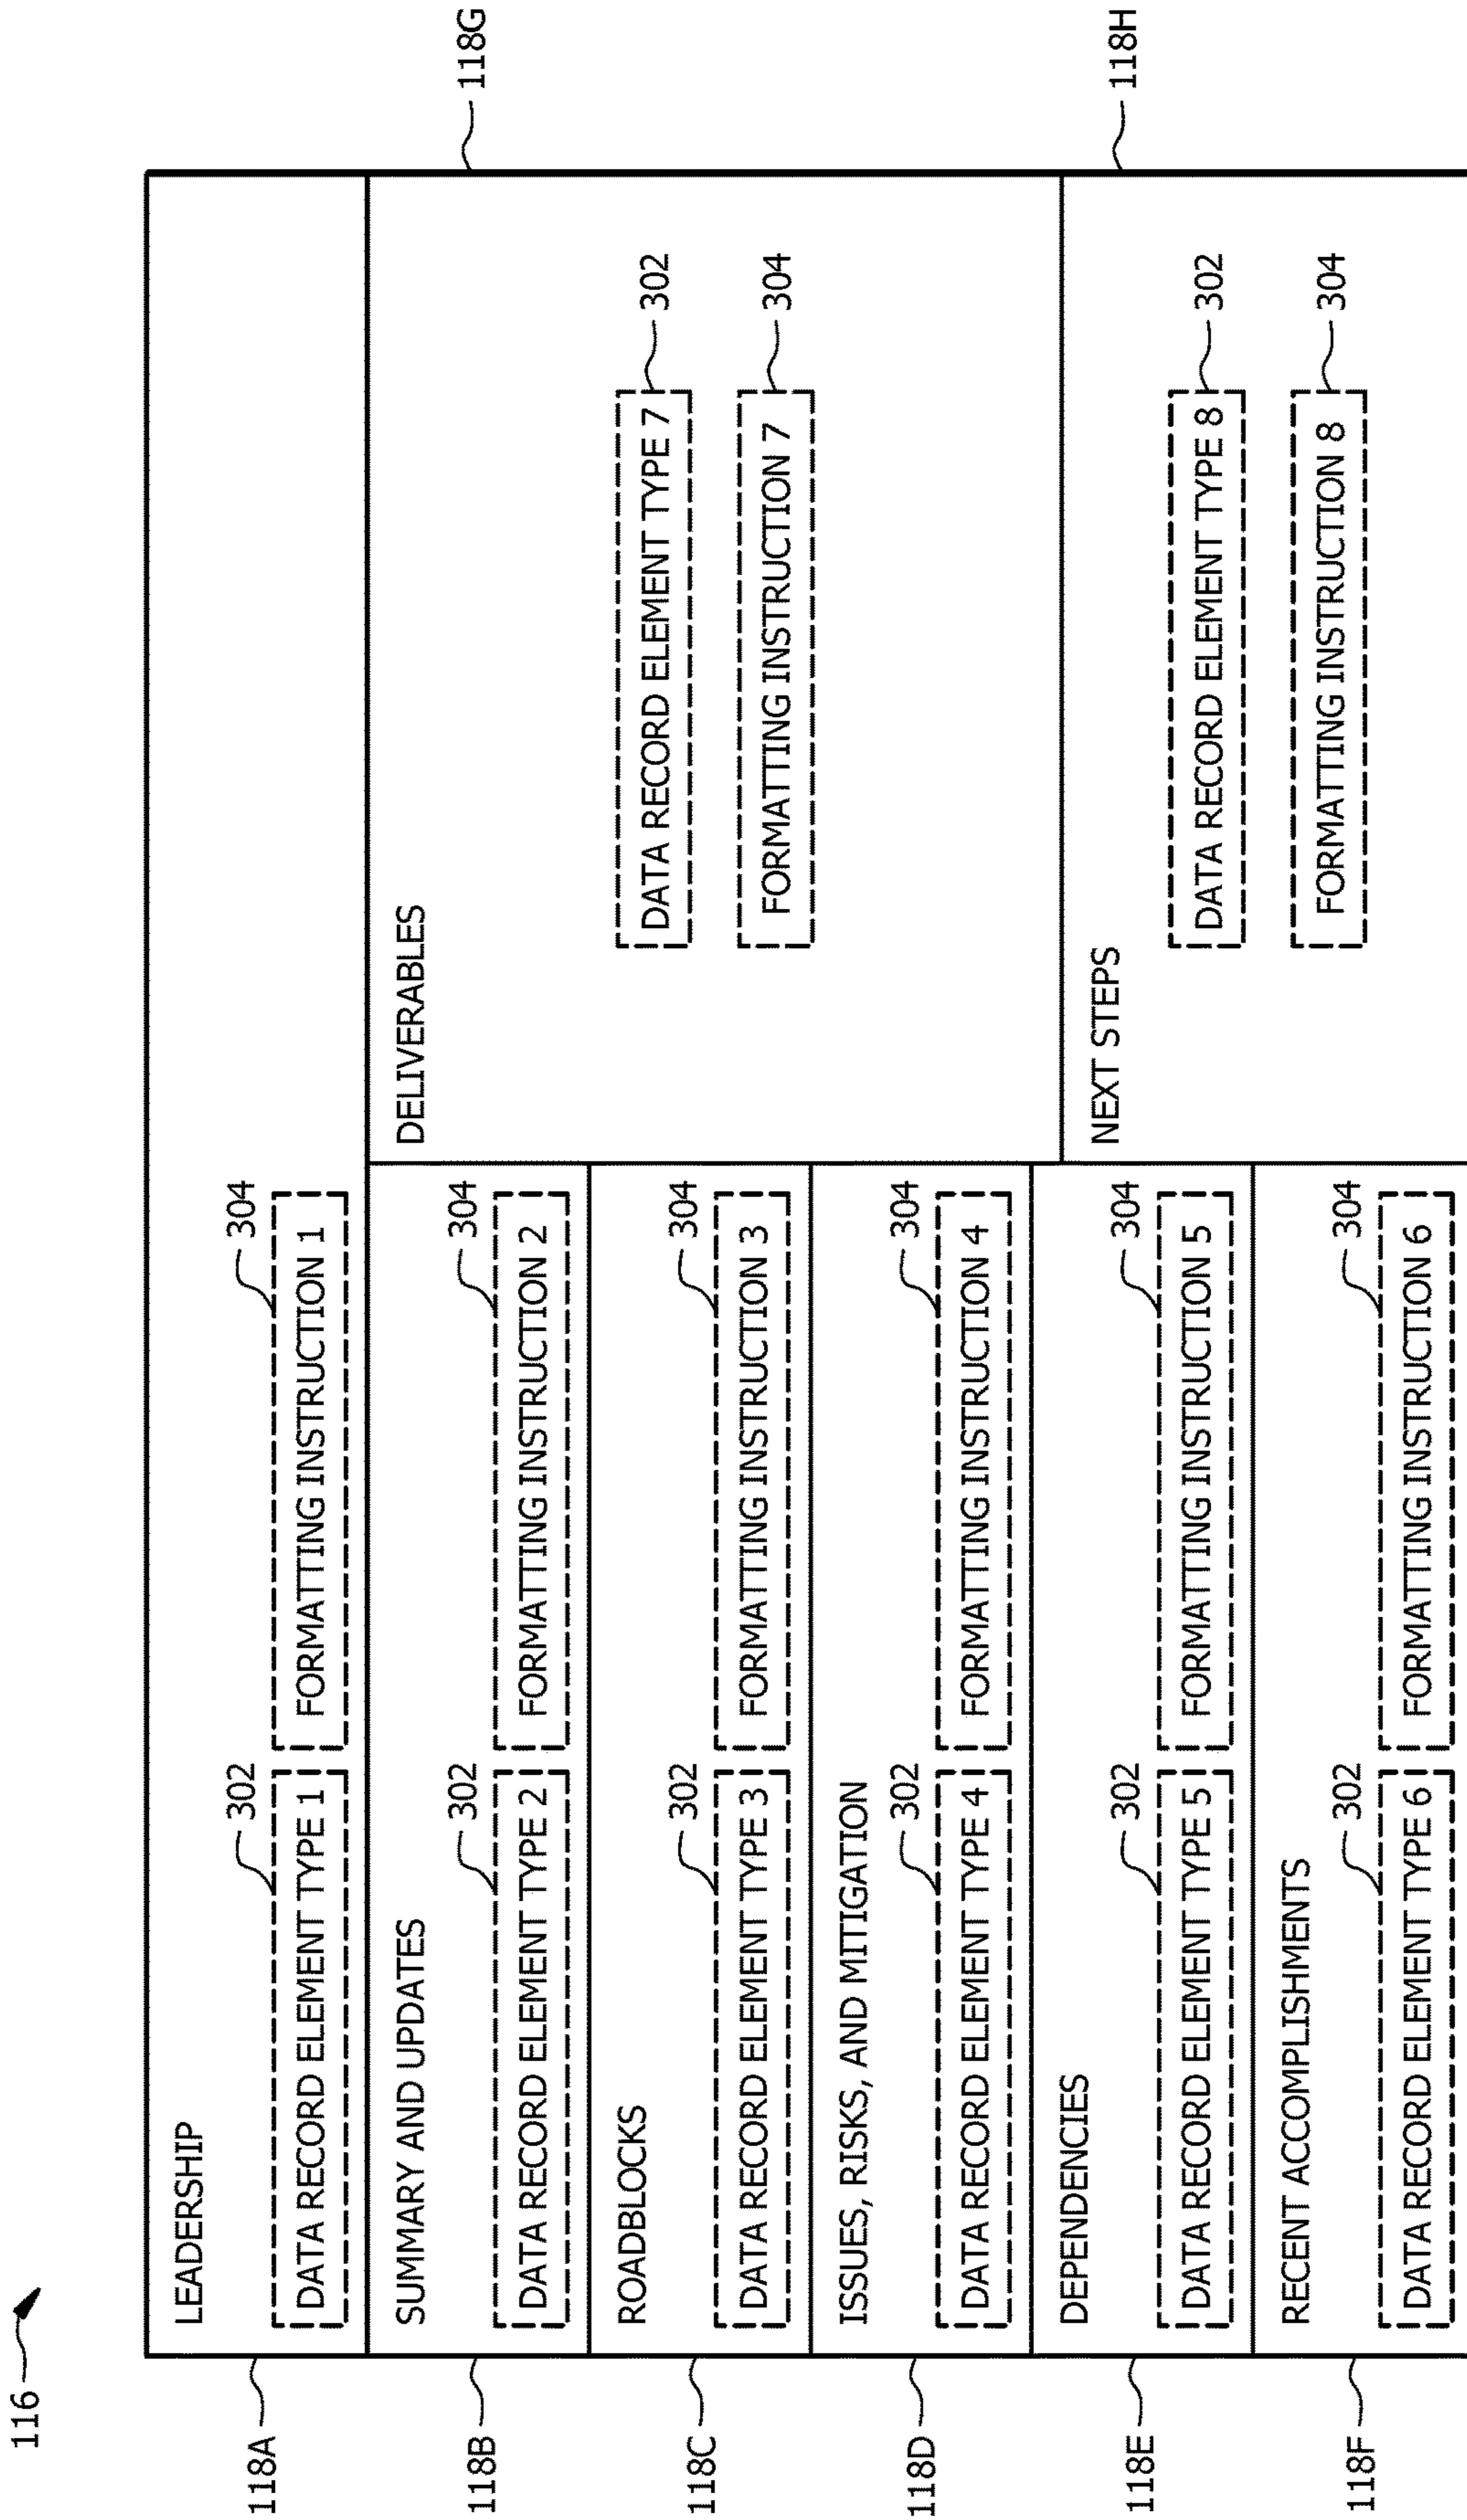 116
118A
LEADERSHIP
302
304
DATA RECORD ELEMENT TYPE 1
FORMATTING INSTRUCTION 1
118B
SUMMARY AND UPDATES
302
304
DATA RECORD ELEMENT TYPE 2
FORMATTING INSTRUCTION 2
118C
ROADBLOCKS
302
304
DATA RECORD ELEMENT TYPE 3
FORMATTING INSTRUCTION 3
118D
ISSUES, RISKS, AND MITIGATION
302
304
DATA RECORD ELEMENT TYPE 4
FORMATTING INSTRUCTION 4
118E
DEPENDENCIES
302
304
DATA RECORD ELEMENT TYPE 5
FORMATTING INSTRUCTION 5
118F
RECENT ACCOMPLISHMENTS
302
304
DATA RECORD ELEMENT TYPE 6
FORMATTING INSTRUCTION 6
118G
DELIVERABLES
DATA RECORD ELEMENT TYPE 7
302
FORMATTING INSTRUCTION 7
304
118H
NEXT STEPS
DATA RECORD ELEMENT TYPE 8
302
FORMATTING INSTRUCTION 8
304